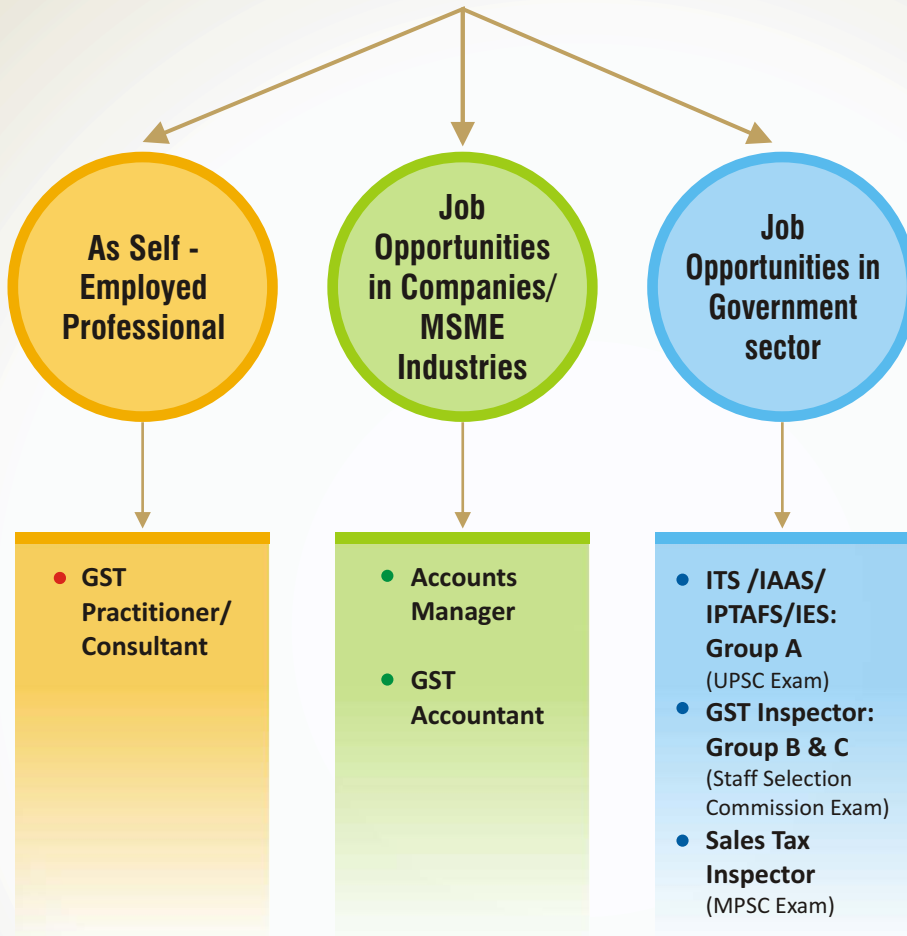 As Self -
Employed
Professional
Job
Opportunities
in Companies/
MSME
Industries
Job
Opportunities in
Government
sector
GST
Practitioner/
Consultant
Accounts
Manager
GST
Accountant
ITS /IAAS/
IPTAFS/IES:
Group A
(UPSC Exam)
GST Inspector:
Group B & C
(Staff Selection
Commission Exam)
Sales Tax
Inspector
(MPSC Exam)